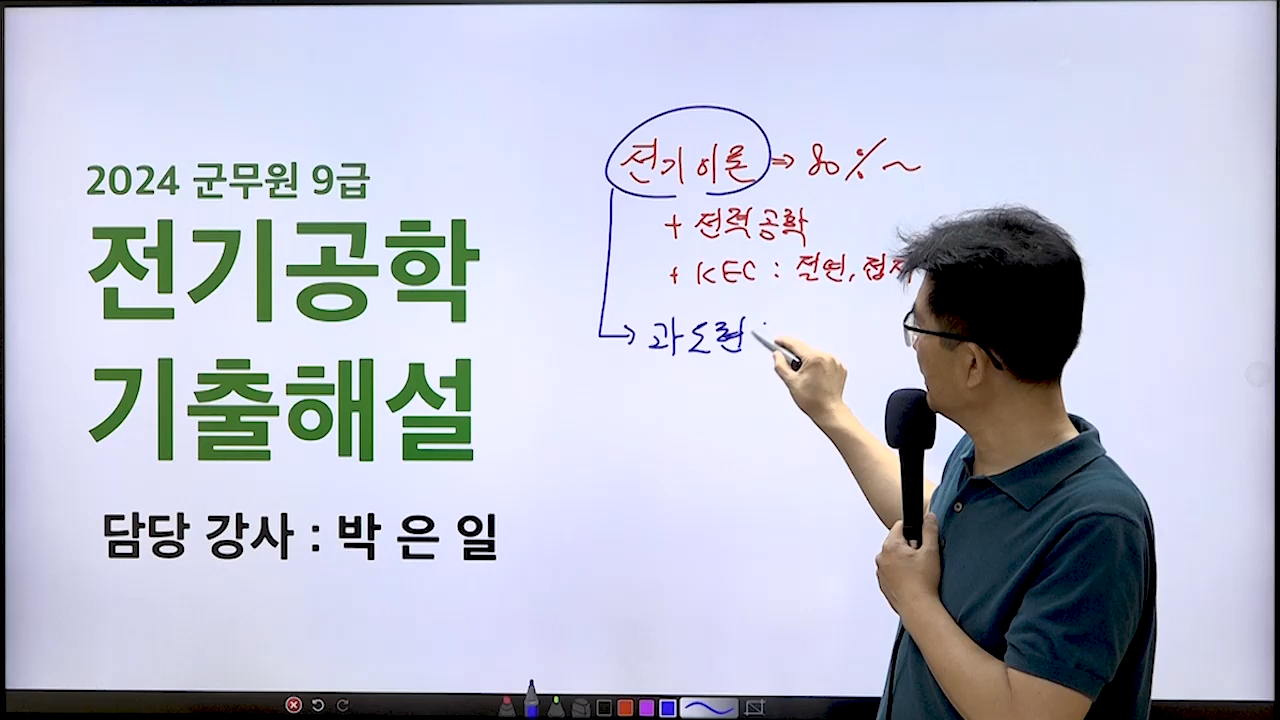 2024 군무원 9급
전기공학
기출해설
담당 강사 : 박 은 일
전기이론 ⇒ 80% ~
+ 전력공학
+ KEC : 절연, 접지
과도현